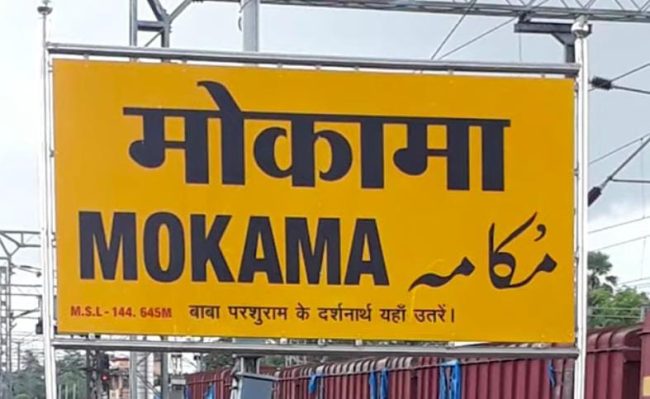 मोकामा
MOKAMA مُکامہ
M.S.L - 144. 645M बाबा परशुराम के दर्शनार्थ यहाँ उतरें।